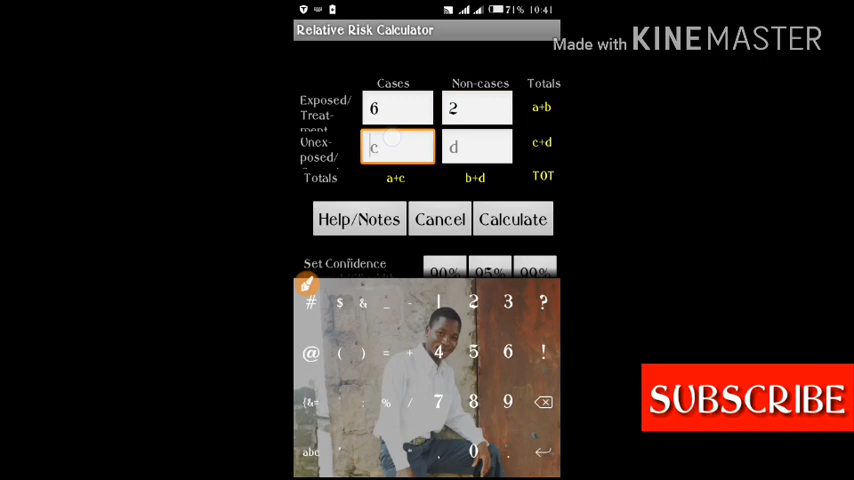 71% 10:41
Relative Risk Calculator
Made with KINEMASTER
Cases Non-cases Totals
Exposed/
Treat-
ment
6 2 a+b
Unex-
posed/
c d c+d
Totals a+c b+d TOT
Help/Notes Cancel Calculate
Set Confidence
90% 95% 99%
# $ & _ - 1 2 3 ?
@ ( ) = + 4 5 6 !
{&= ' : % / 7 8 9
abc * " , 0 .
SUBSCRIBE